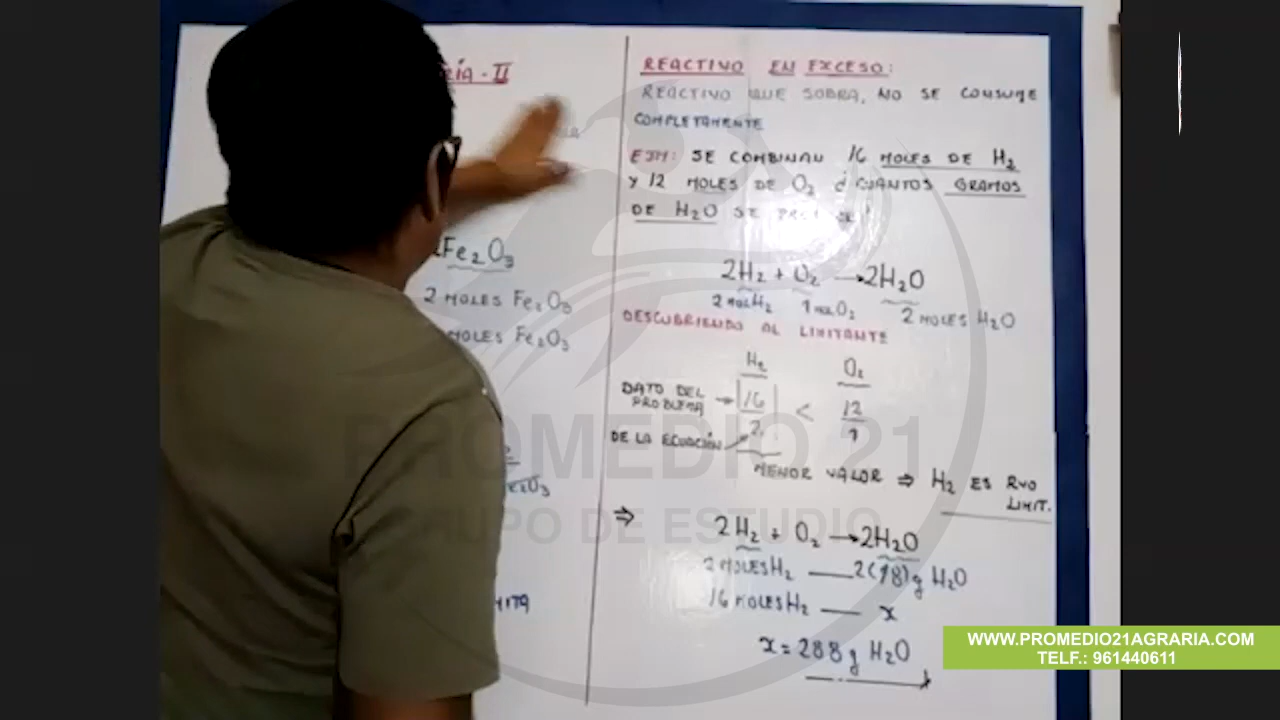 RÍA - II
Fe2O3
2 MOLES Fe2O3
MOLES Fe2O3
REACTIVO EN EXCESO:
REACTIVO QUE SOBRA, NO SE CONSUME
COMPLETAMENTE
EJM: SE COMBINAN 16 MOLES DE H2
Y 12 MOLES DE O2 ¿ CUANTOS GRAMOS
DE H2O SE
2H2 + O2 → 2H2O
2 MOL H2 1 MOL O2 2 MOLES H2O
DESCUBRIENDO AL LIMITANTE
H2 O2
DATO DEL PROBLEMA → 16 < 12
DE LA ECUACIÓN 2 1
MENOR VALOR ⇒ H2 ES RVO
LIMIT.
⇒ 2H2 + O2 → 2H2O
2 MOLES H2 — 2(18)g H2O
16 MOLES H2 — x
x = 288 g H2O
PROMEDIO 21
GRUPO DE ESTUDIO
WWW.PROMEDIO21AGRARIA.COM
TELF.: 961440611